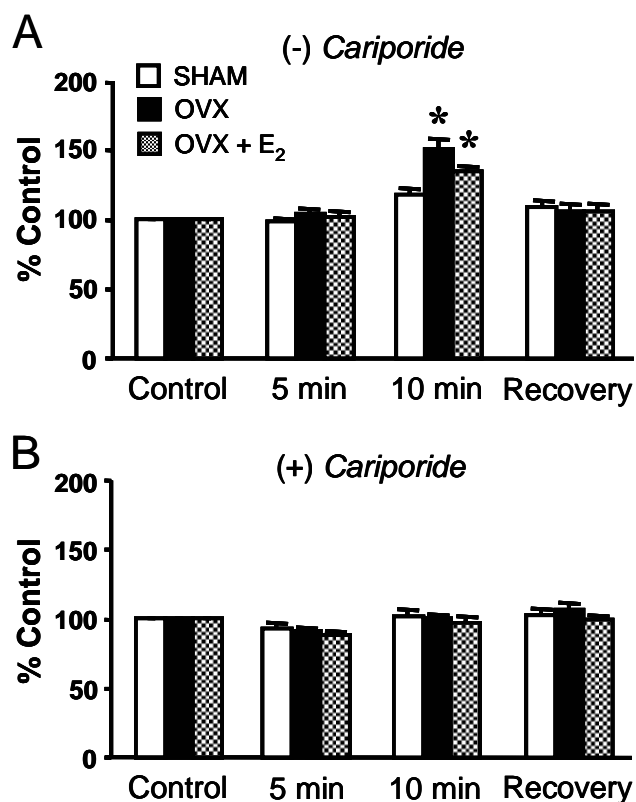 A
(-) Cariporide
200
150
100
50
0
% Control
SHAM
OVX
OVX + E2
* *
Control 5 min 10 min Recovery
B
(+) Cariporide
200
150
100
50
0
% Control
Control 5 min 10 min Recovery